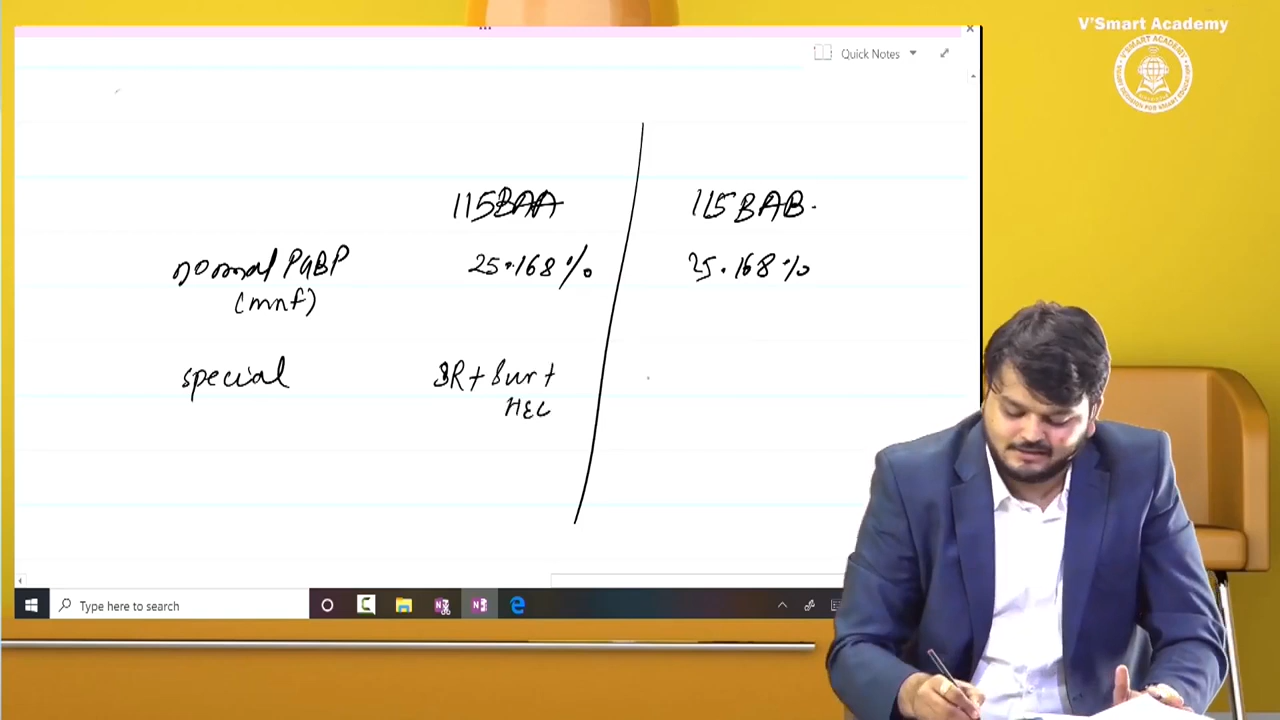 V'Smart Academy
Quick Notes
115BAA 115BAB.
normal PGBP 25.168% 25.168%
(mnf)
special SR + Sur +
HEC
Type here to search